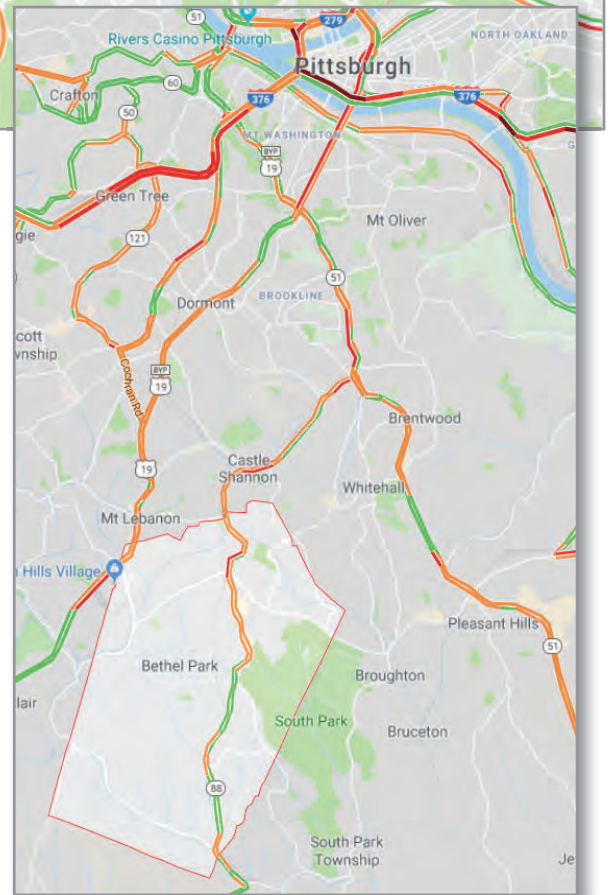 51
279
Rivers Casino Pittsburgh
NORTH OAKLAND
Pittsburgh
Crafton
60
376
376
50
MT WASHINGTON
BYP
19
Green Tree
Mt Oliver
121
51
Dormont
BROOKLINE
BYP
19
Cochran Rd
Brentwood
19
Castle
Shannon
Whitehall
Mt Lebanon
Hills Village
Pleasant Hills
51
Bethel Park
Broughton
South Park
Bruceton
88
South Park
Township